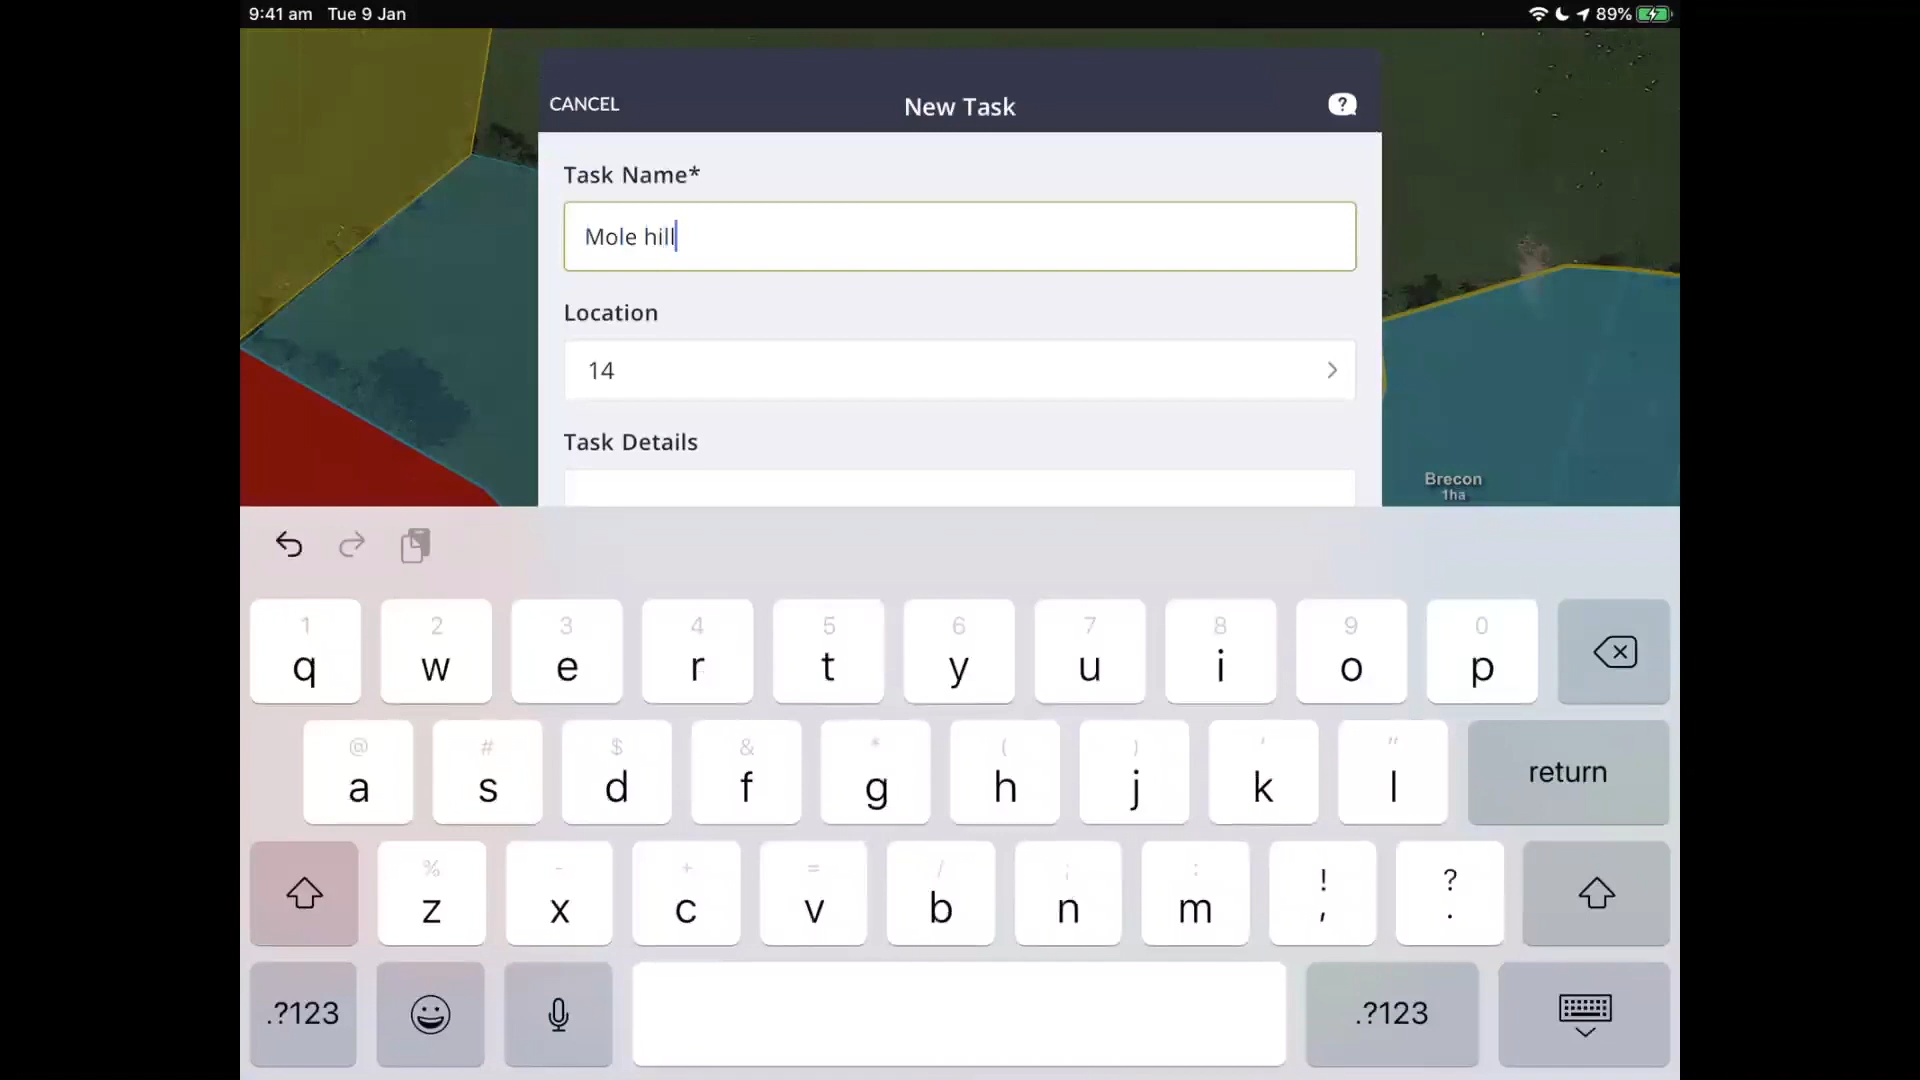 9:41 am Tue 9 Jan 89%
CANCEL New Task ?
Task Name*
Mole hill
Location
14
Task Details
Brecon
1ha
1 2 3 4 5 6 7 8 9 0
q w e r t y u i o p
@ # $ & * ( ) ' "
a s d f g h j k l return
% - + = / ; : ! ?
z x c v b n m , .
.?123 .?123